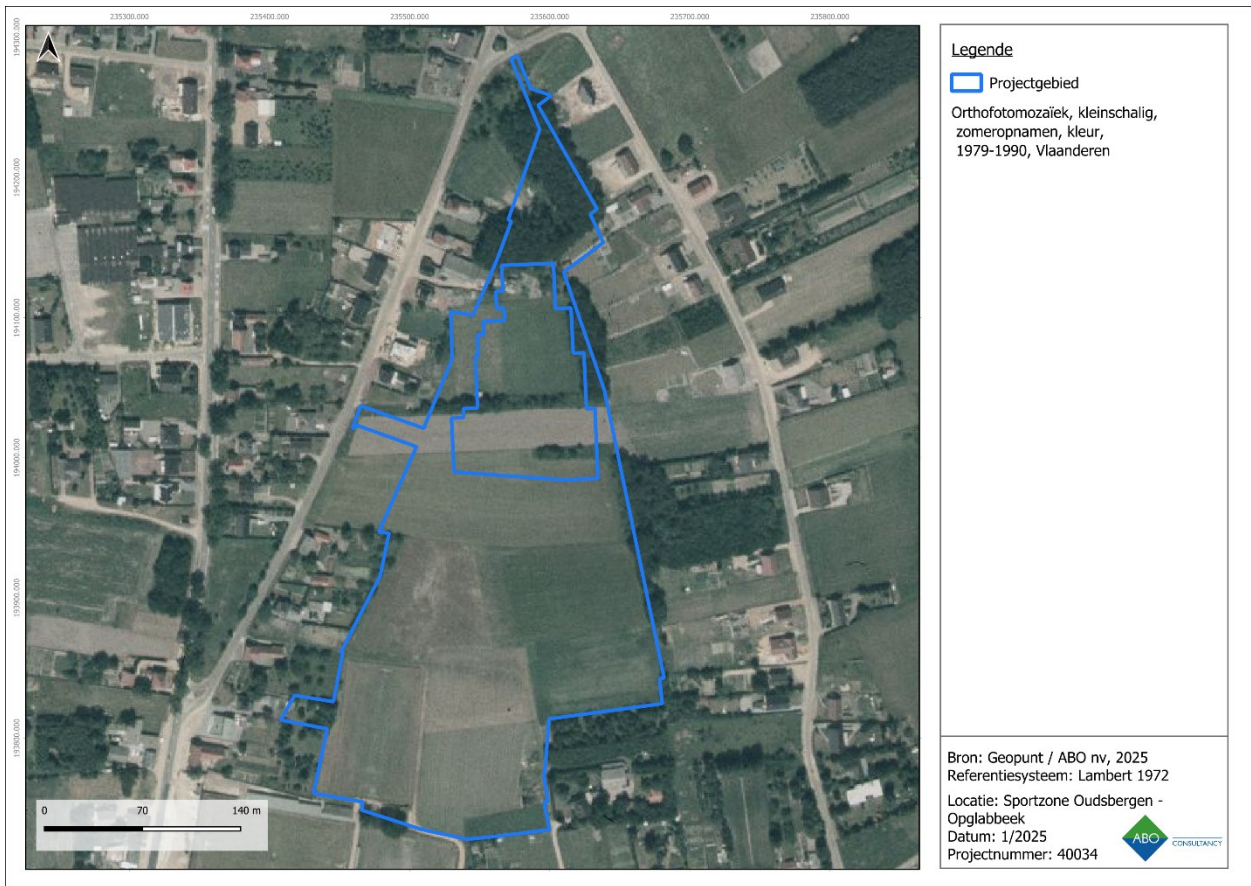 235300.000 235400.000 235500.000 235600.000 235700.000 235800.000
194300.000
194200.000
194100.000
194000.000
193900.000
193800.000
0 70 140 m
Legende
Projectgebied
Orthofotomozaïek, kleinschalig,
zomeropnamen, kleur,
1979-1990, Vlaanderen
Bron: Geopunt / ABO nv, 2025
Referentiesysteem: Lambert 1972
Locatie: Sportzone Oudsbergen -
Opglabbeek
Datum: 1/2025
Projectnummer: 40034
ABO CONSULTANCY